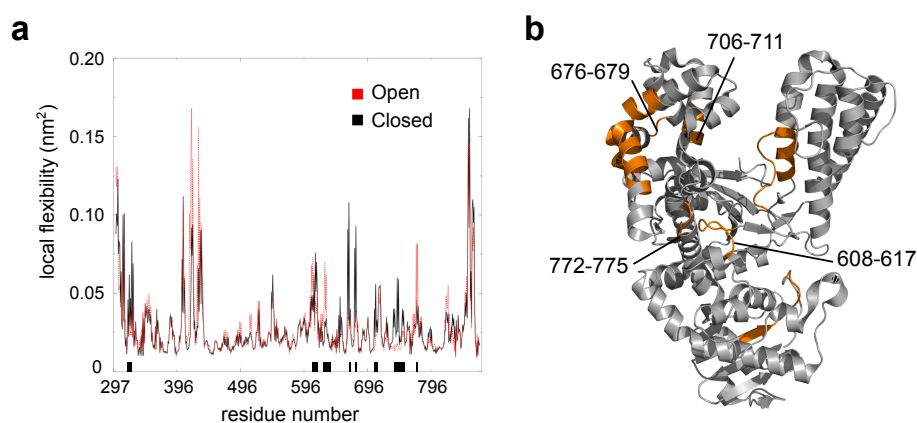 a
b
0.20
0.15
0.10
0.05
0
local flexibility (nm²)
Open
Closed
297 396 496 596 696 796
residue number
706-711
676-679
772-775
608-617